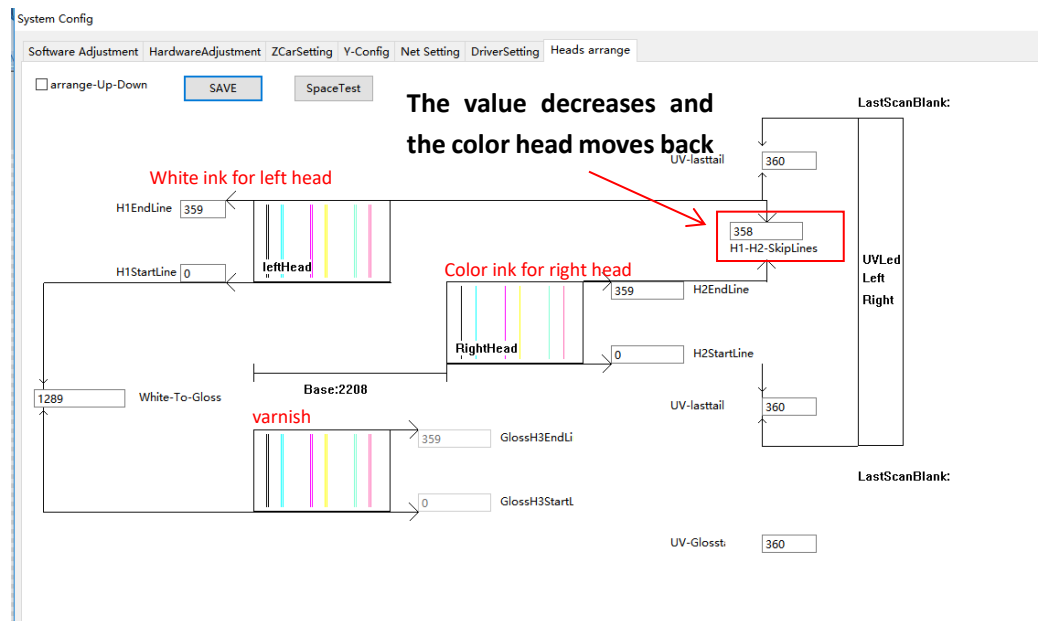 System Config
Software Adjustment HardwareAdjustment ZCarSetting Y-Config Net Setting DriverSetting Heads arrange
arrange-Up-Down SAVE SpaceTest
The value decreases and
the color head moves back
LastScanBlank:
UV-lasttail 360
White ink for left head
H1EndLine 359
358
H1-H2-SkipLines
H1StartLine 0
leftHead
Color ink for right head
UVLed
Left
Right
359 H2EndLine
RightHead
0 H2StartLine
Base:2208
1289 White-To-Gloss
UV-lasttail 360
varnish
359 GlossH3EndLi
LastScanBlank:
0 GlossH3StartL
UV-Glossta 360